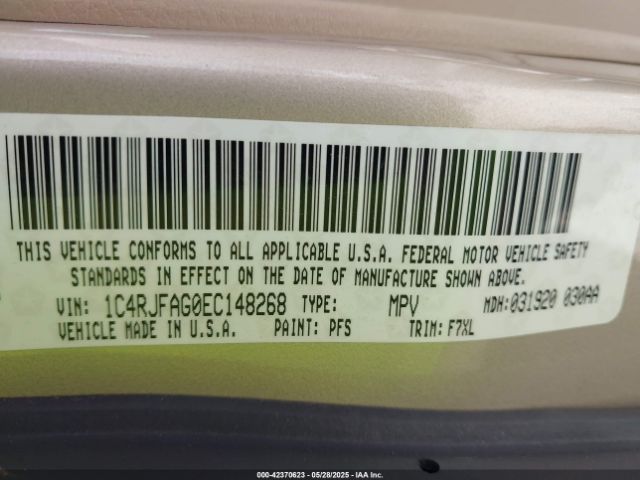 THIS VEHICLE CONFORMS TO ALL APPLICABLE U.S.A. FEDERAL MOTOR VEHICLE SAFETY
STANDARDS IN EFFECT ON THE DATE OF MANUFACTURE SHOWN ABOVE.
VIN: 1C4RJFAG0EC148268 TYPE: MPV MDH:031920 030AA
VEHICLE MADE IN U.S.A. PAINT: PFS TRIM: F7XL
000-42370623 - 05/28/2025 - IAA Inc.